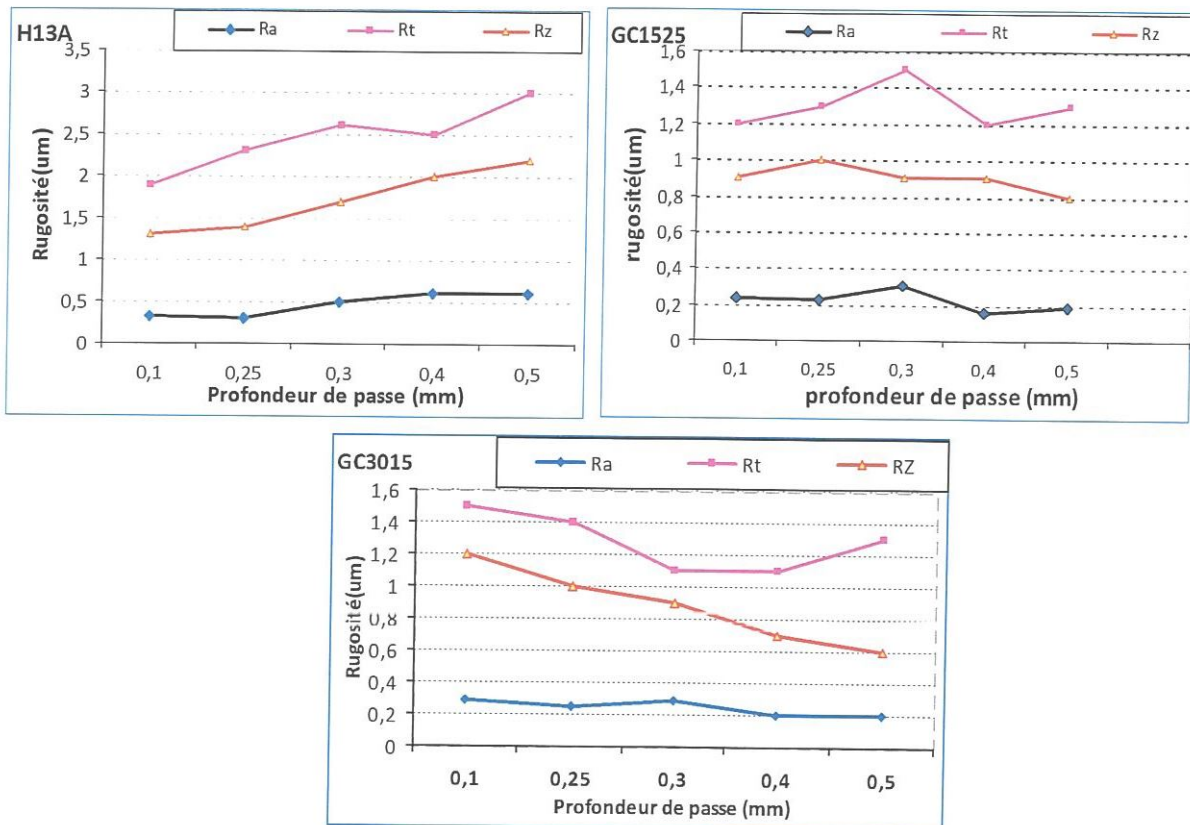 H13A
Ra Rt Rz
3,5
3
2,5
2
1,5
1
0,5
0
Rugosité(um)
0,1 0,25 0,3 0,4 0,5
Profondeur de passe (mm)
GC1525
Ra Rt Rz
1,6
1,4
1,2
1
0,8
0,6
0,4
0,2
0
rugosité(um)
0,1 0,25 0,3 0,4 0,5
profondeur de passe (mm)
GC3015
Ra Rt RZ
1,6
1,4
1,2
1
0,8
0,6
0,4
0,2
0
Rugosité(um)
0,1 0,25 0,3 0,4 0,5
Profondeur de passe (mm)